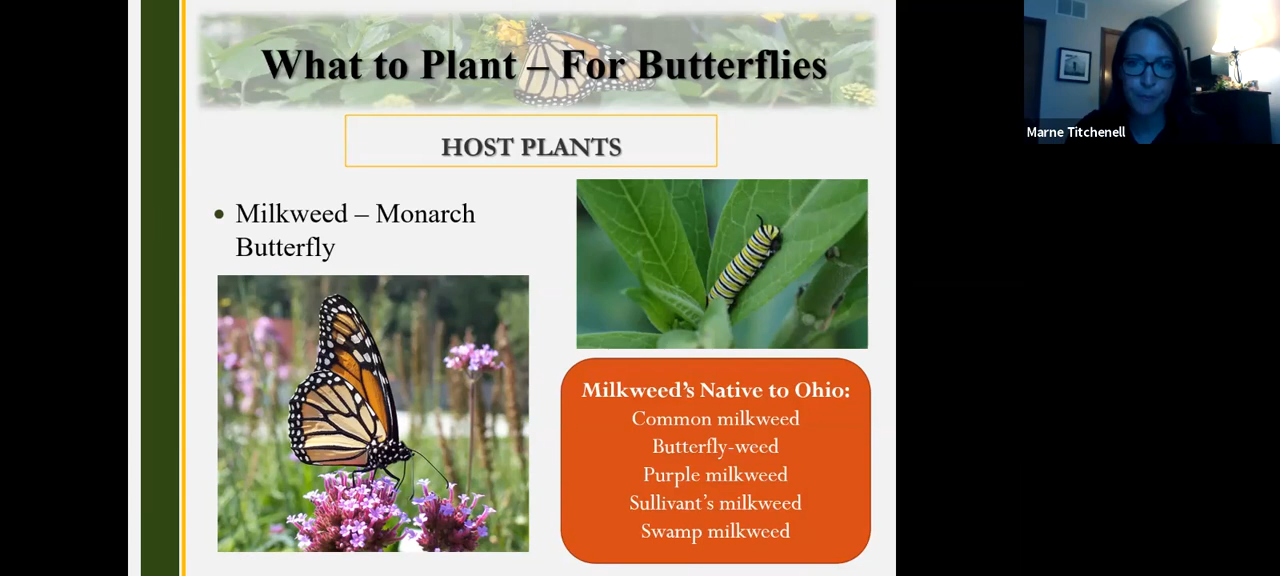 What to Plant – For Butterflies
HOST PLANTS
• Milkweed – Monarch
Butterfly
Milkweed's Native to Ohio:
Common milkweed
Butterfly-weed
Purple milkweed
Sullivant's milkweed
Swamp milkweed
Marne Titchenell